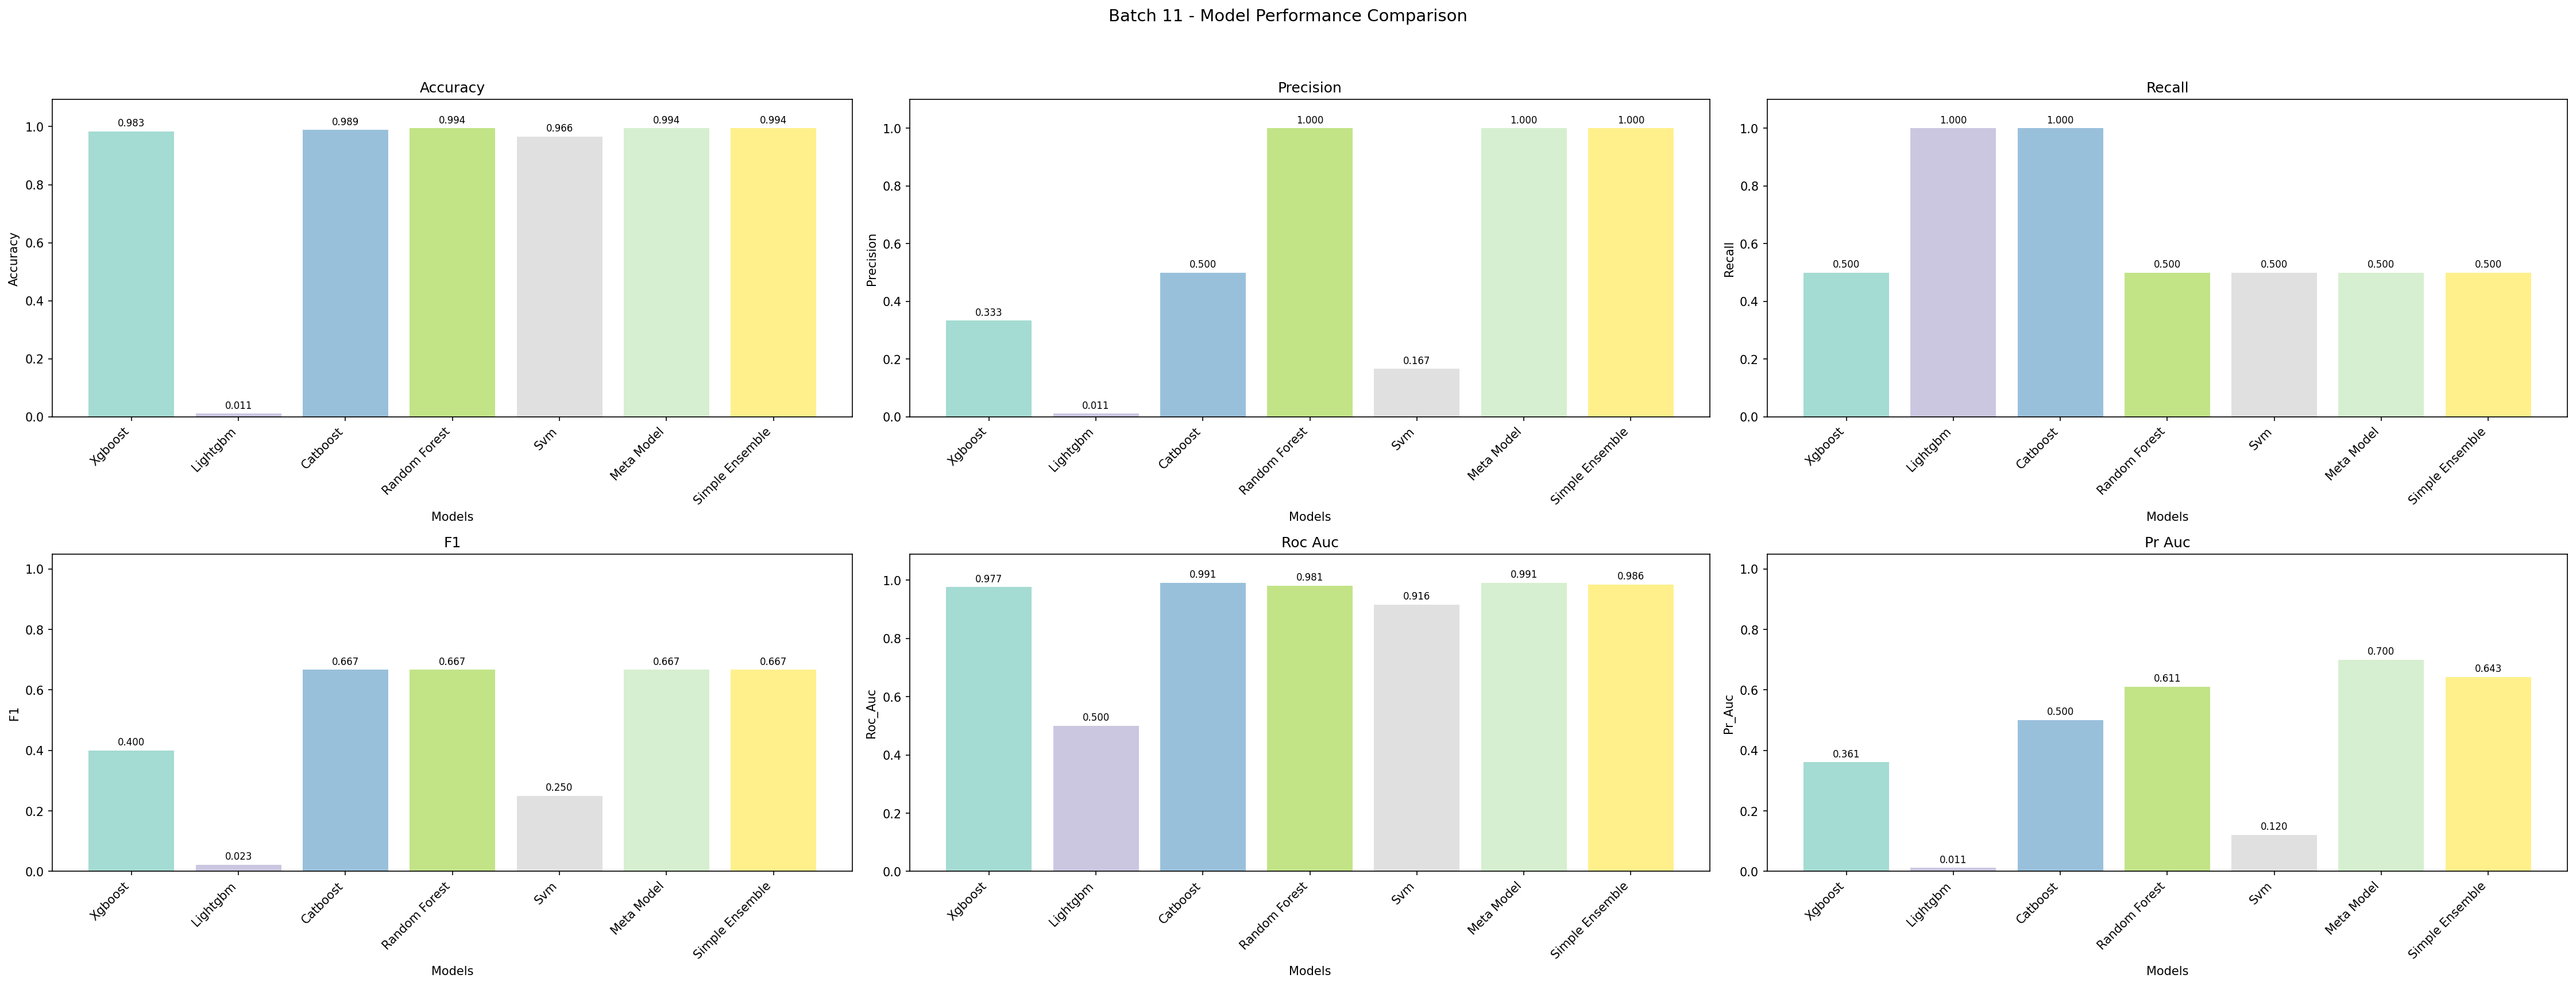 Batch 11 - Model Performance Comparison
Accuracy
Accuracy
1.0
0.8
0.6
0.4
0.2
0.0
0.983
0.011
0.989
0.994
0.966
0.994
0.994
Xgboost
Lightgbm
Catboost
Random Forest
Svm
Meta Model
Simple Ensemble
Models
Precision
Precision
1.0
0.8
0.6
0.4
0.2
0.0
0.333
0.011
0.500
1.000
0.167
1.000
1.000
Xgboost
Lightgbm
Catboost
Random Forest
Svm
Meta Model
Simple Ensemble
Models
Recall
Recall
1.0
0.8
0.6
0.4
0.2
0.0
0.500
1.000
1.000
0.500
0.500
0.500
0.500
Xgboost
Lightgbm
Catboost
Random Forest
Svm
Meta Model
Simple Ensemble
Models
F1
F1
1.0
0.8
0.6
0.4
0.2
0.0
0.400
0.023
0.667
0.667
0.250
0.667
0.667
Xgboost
Lightgbm
Catboost
Random Forest
Svm
Meta Model
Simple Ensemble
Models
Roc Auc
Roc_Auc
1.0
0.8
0.6
0.4
0.2
0.0
0.977
0.500
0.991
0.981
0.916
0.991
0.986
Xgboost
Lightgbm
Catboost
Random Forest
Svm
Meta Model
Simple Ensemble
Models
Pr Auc
Pr_Auc
1.0
0.8
0.6
0.4
0.2
0.0
0.361
0.011
0.500
0.611
0.120
0.700
0.643
Xgboost
Lightgbm
Catboost
Random Forest
Svm
Meta Model
Simple Ensemble
Models